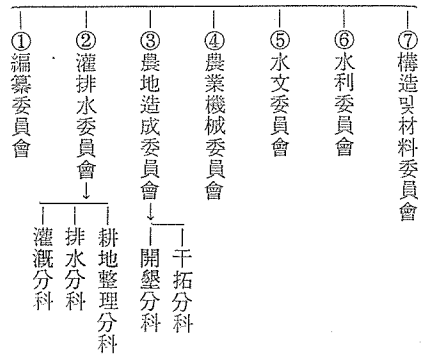 ①編纂委員會
②灌排水委員會
③農地造成委員會
④農業機械委員會
⑤水文委員會
⑥水利委員會
⑦構造및材料委員會
灌漑分科
排水分科
耕地整理分科
開墾分科
干拓分科